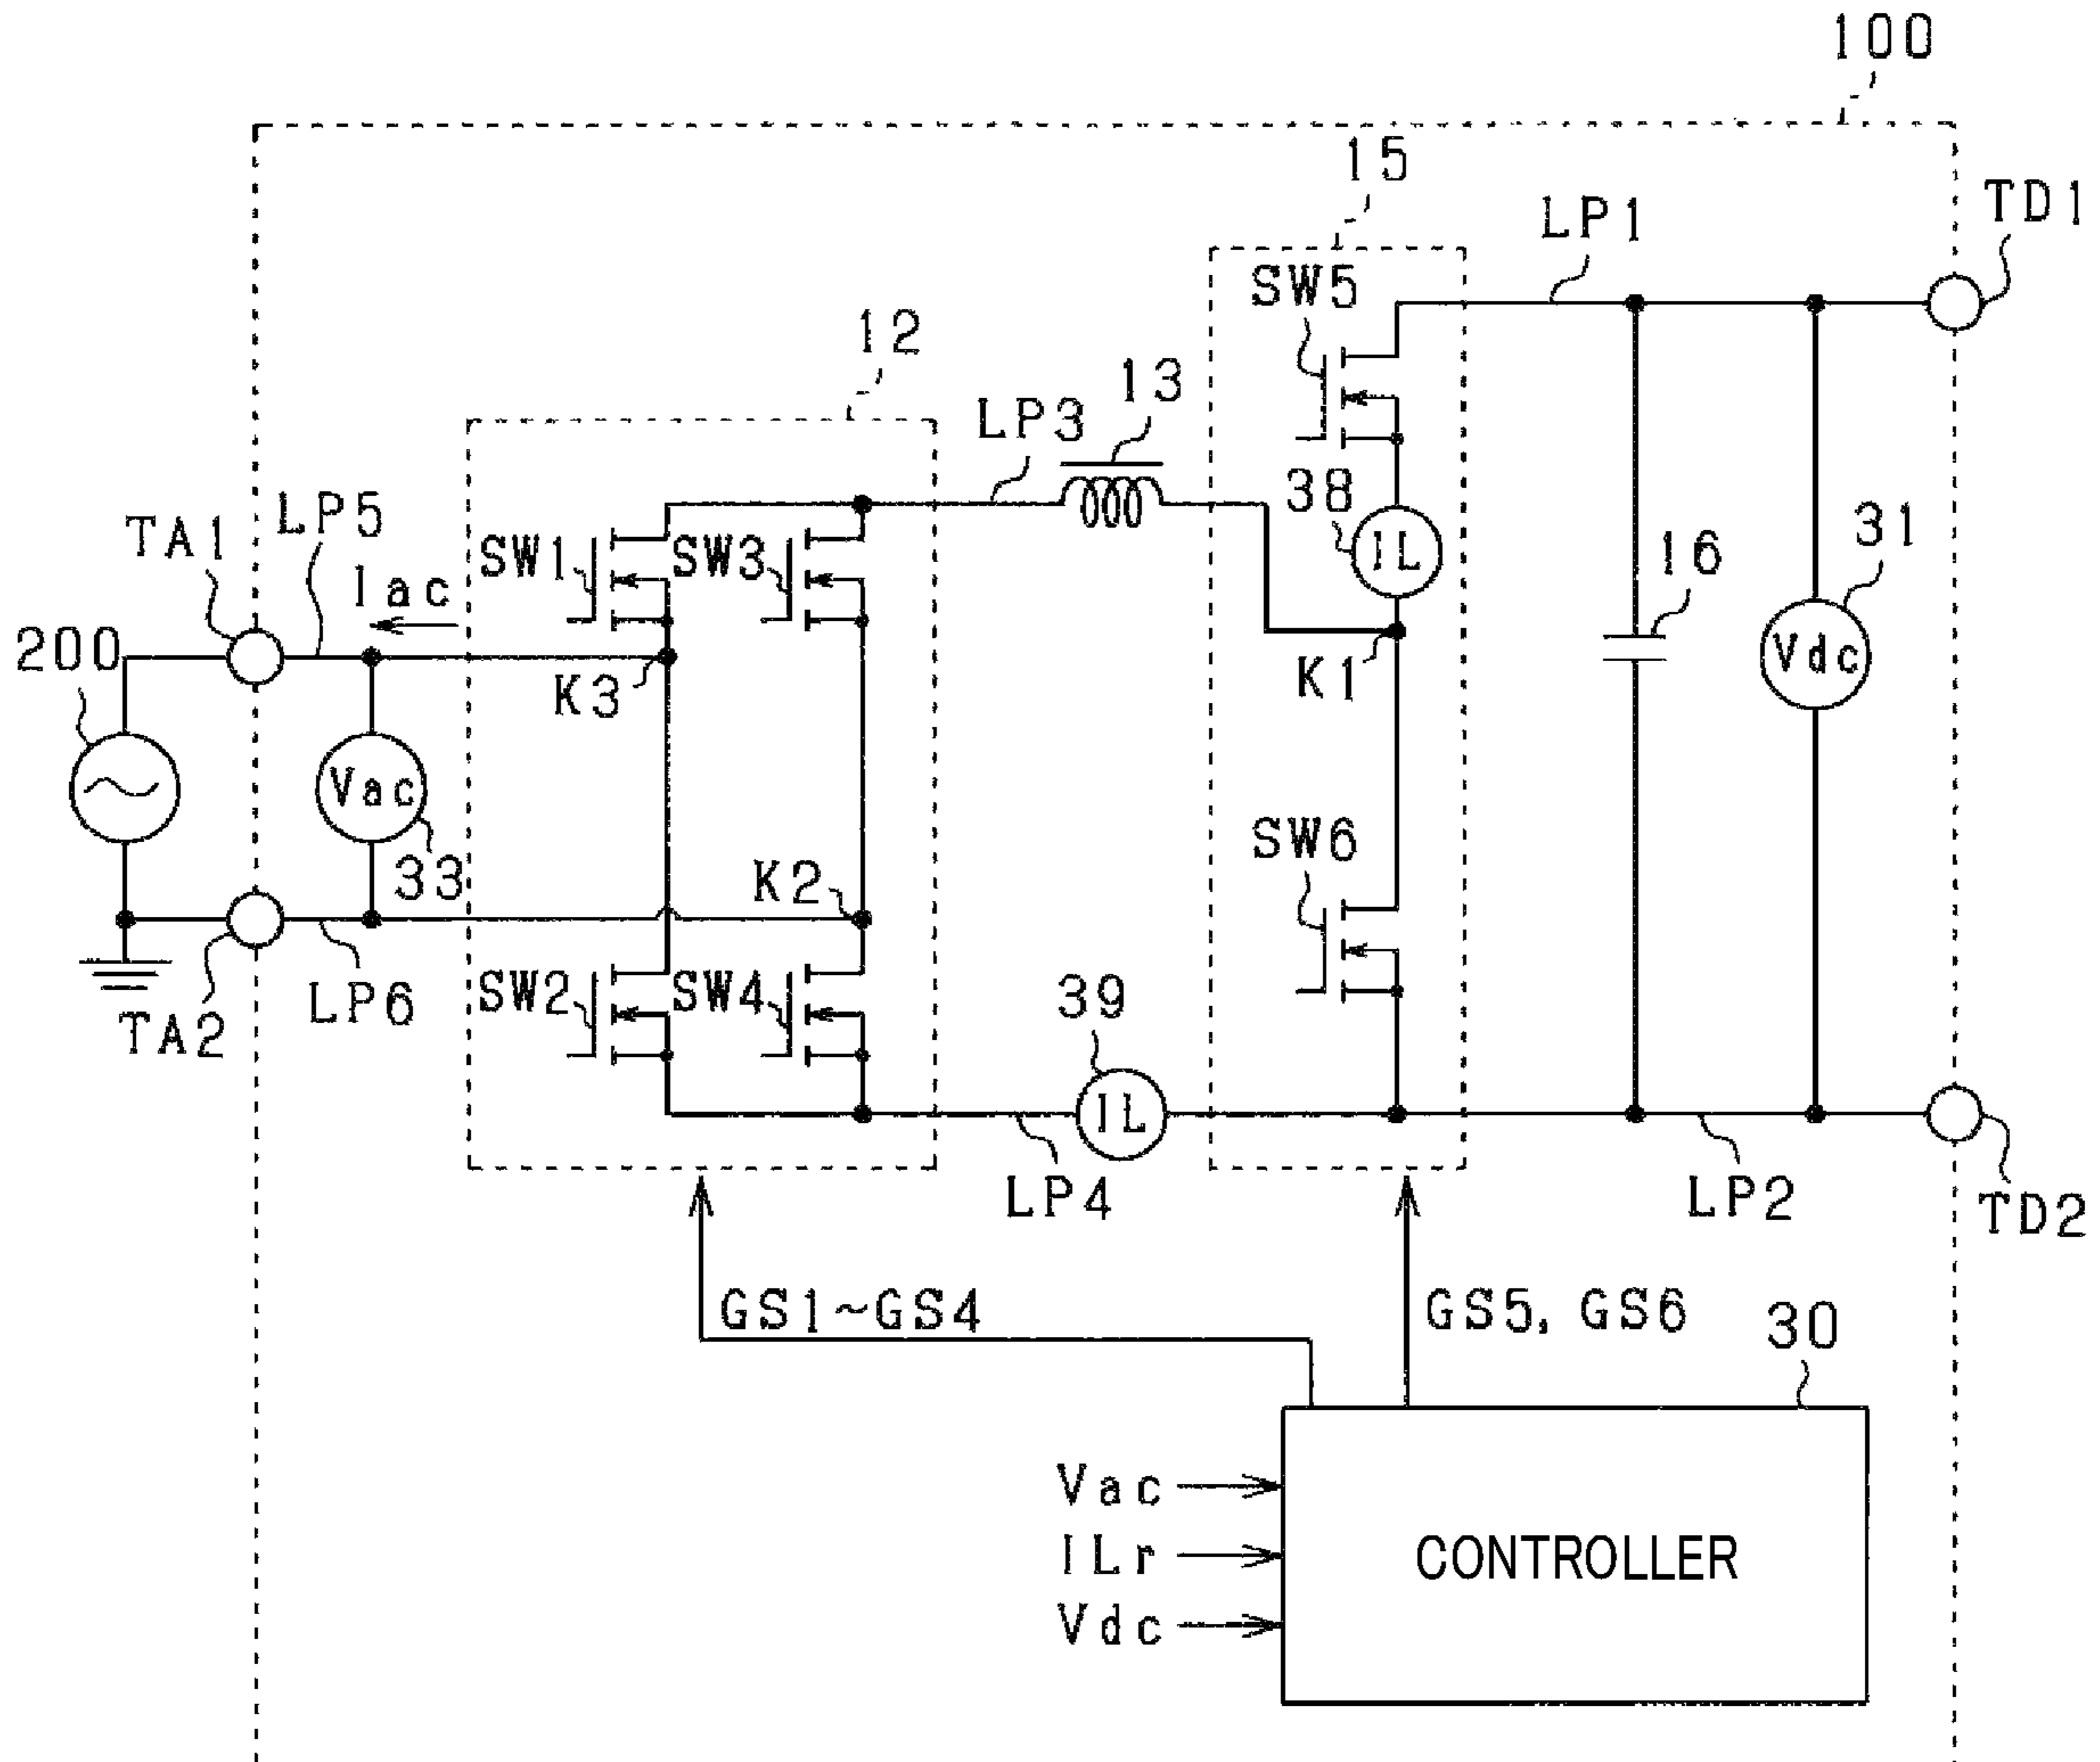 100
15
TD1
LP1
SW5
12
13
LP3
38
IL
31
16
Vdc
LP5
TA1
Iac
SW1
SW3
200
K3
K1
Vac
33
K2
SW6
LP6
TA2
SW2
SW4
39
IL
LP4
LP2
TD2
GS1~GS4
GS5, GS6
30
Vac
ILr
Vdc
CONTROLLER